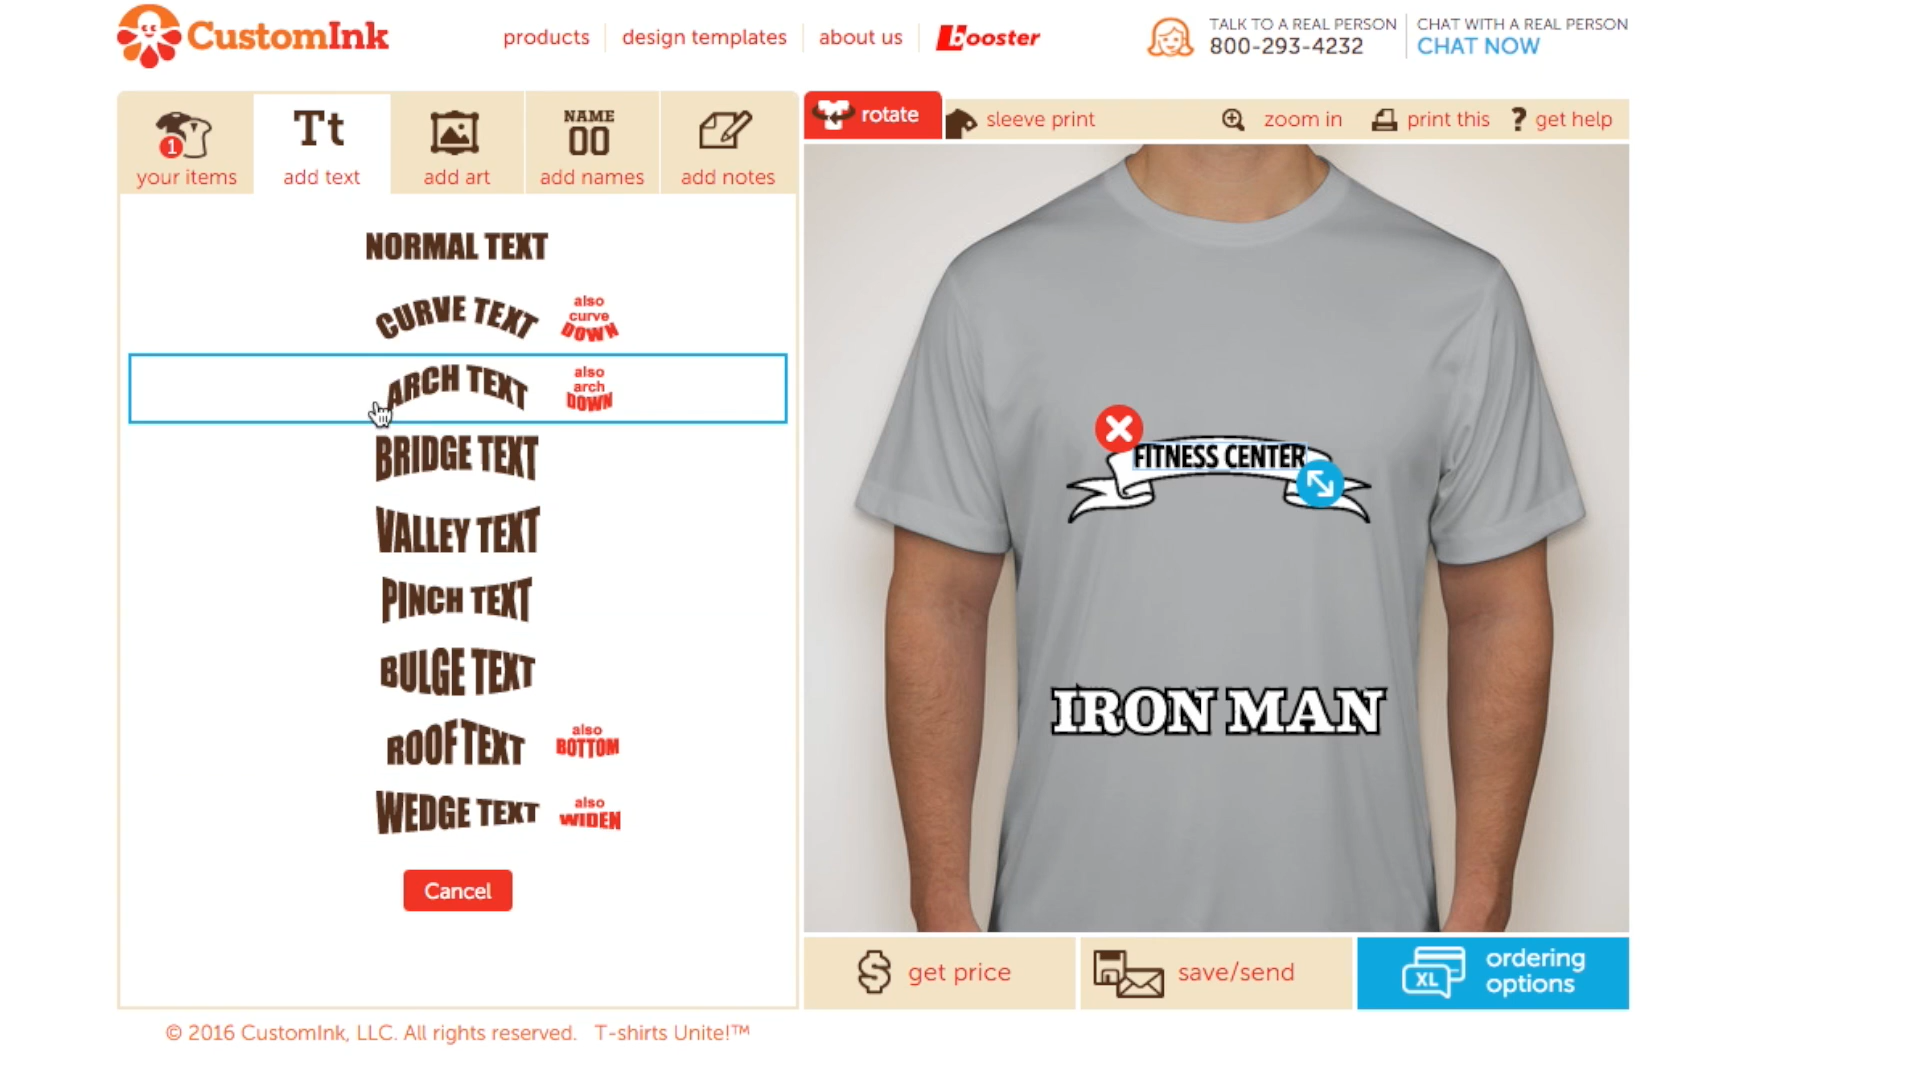 CustomInk
products
design templates
about us
booster
TALK TO A REAL PERSON
800-293-4232
CHAT WITH A REAL PERSON
CHAT NOW
1
your items
Tt
add text
add art
NAME
00
add names
add notes
rotate
sleeve print
zoom in
print this
? get help
NORMAL TEXT
CURVE TEXT
also
curve
DOWN
ARCH TEXT
also
arch
DOWN
BRIDGE TEXT
VALLEY TEXT
PINCH TEXT
BULGE TEXT
ROOF TEXT
also
BOTTOM
WEDGE TEXT
also
WIDEN
Cancel
FITNESS CENTER
IRON MAN
$ get price
save/send
XL
ordering
options
© 2016 CustomInk, LLC. All rights reserved. T-shirts Unite!™